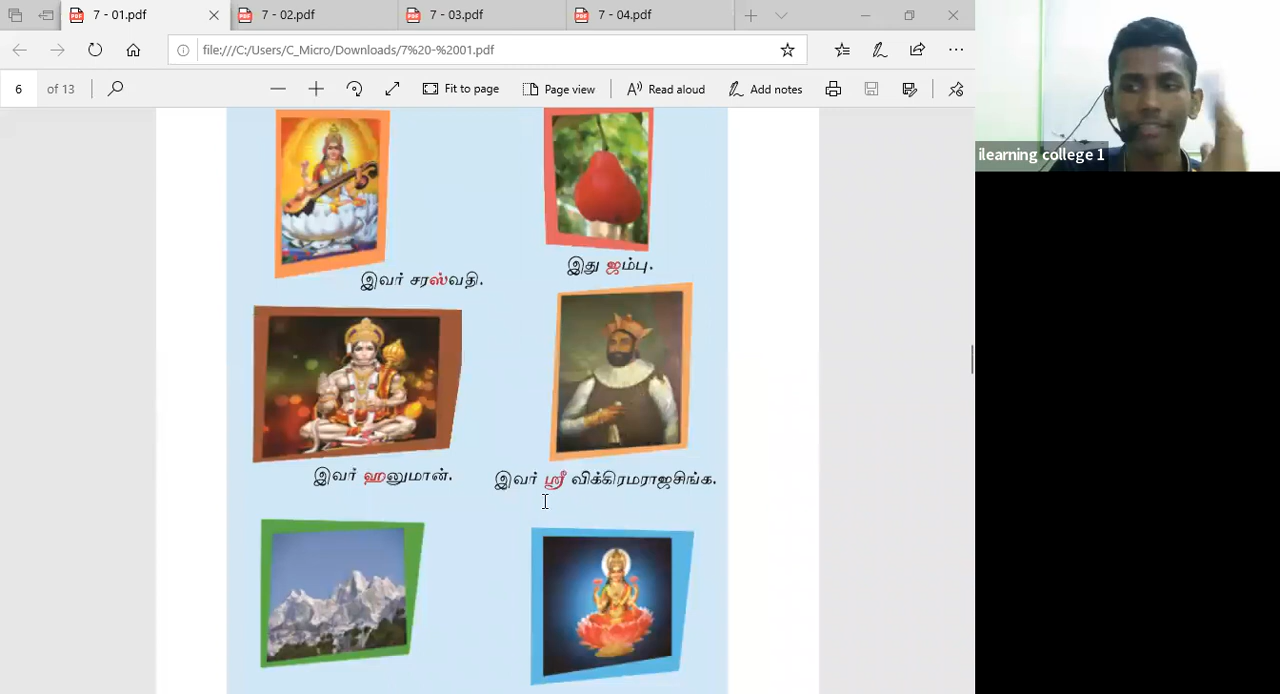 7 - 01.pdf
7 - 02.pdf
7 - 03.pdf
7 - 04.pdf
file:///C:/Users/C_Micro/Downloads/7%20-%2001.pdf
6 of 13
Fit to page
Page view
Read aloud
Add notes
ilearning college 1
இவர் சரஸ்வதி.
இது ஜம்பு.
இவர் ஹனுமான்.
இவர் ஸ்ரீ விக்கிரமராஜசிங்க.